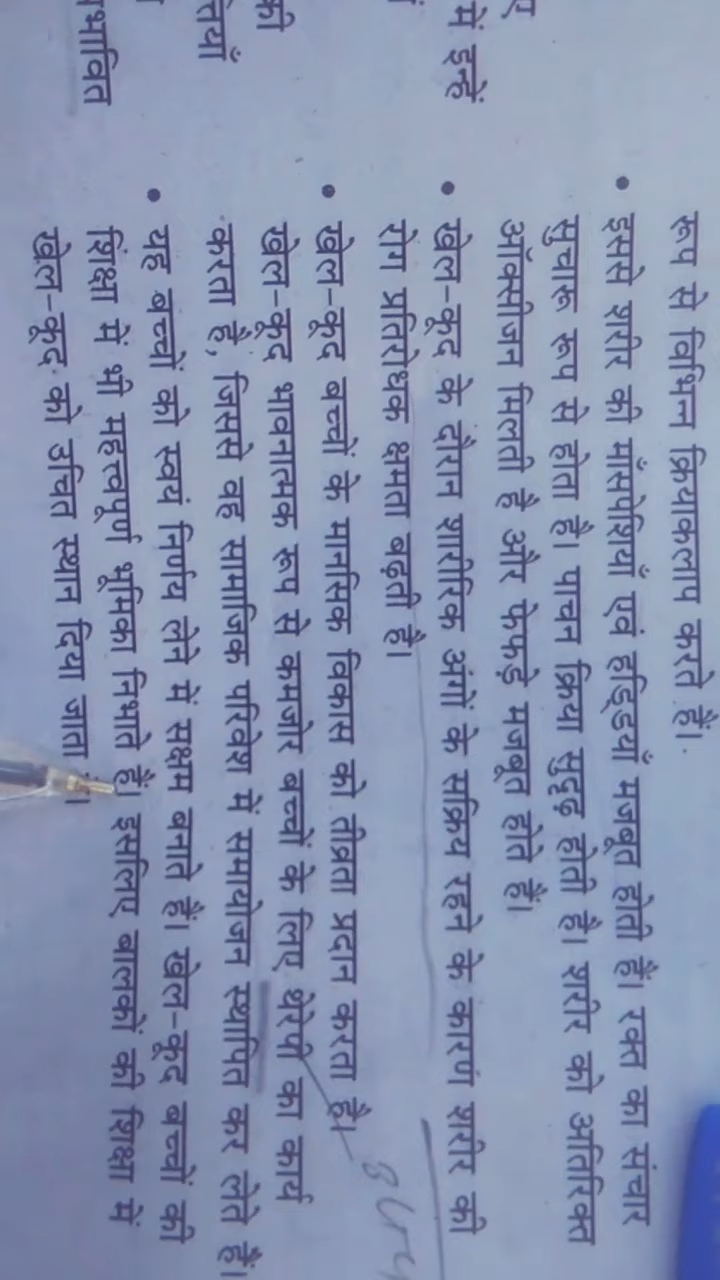 ए
में इन्हें
की
प्रभावित
रूप से विभिन्न क्रियाकलाप करते हैं।
• इससे शरीर की माँसपेशियाँ एवं हड्डियाँ मजबूत होती हैं। रक्त का संचार
सुचारू रूप से होता है। पाचन क्रिया सुदृढ़ होती है। शरीर को अतिरिक्त
ऑक्सीजन मिलती है और फेफड़े मजबूत होते हैं।
• खेल-कूद के दौरान शारीरिक अंगों के सक्रिय रहने के कारण शरीर की
रोग प्रतिरोधक क्षमता बढ़ती है।
• खेल-कूद बच्चों के मानसिक विकास को तीव्रता प्रदान करता है।
खेल-कूद भावनात्मक रूप से कमजोर बच्चों के लिए थेरेपी का कार्य
करता है, जिससे वह सामाजिक परिवेश में समायोजन स्थापित कर लेते हैं।
• यह बच्चों को स्वयं निर्णय लेने में सक्षम बनाते हैं। खेल-कूद बच्चों की
शिक्षा में भी महत्त्वपूर्ण भूमिका निभाते हैं। इसलिए बालकों की शिक्षा में
खेल-कूद को उचित स्थान दिया जाता